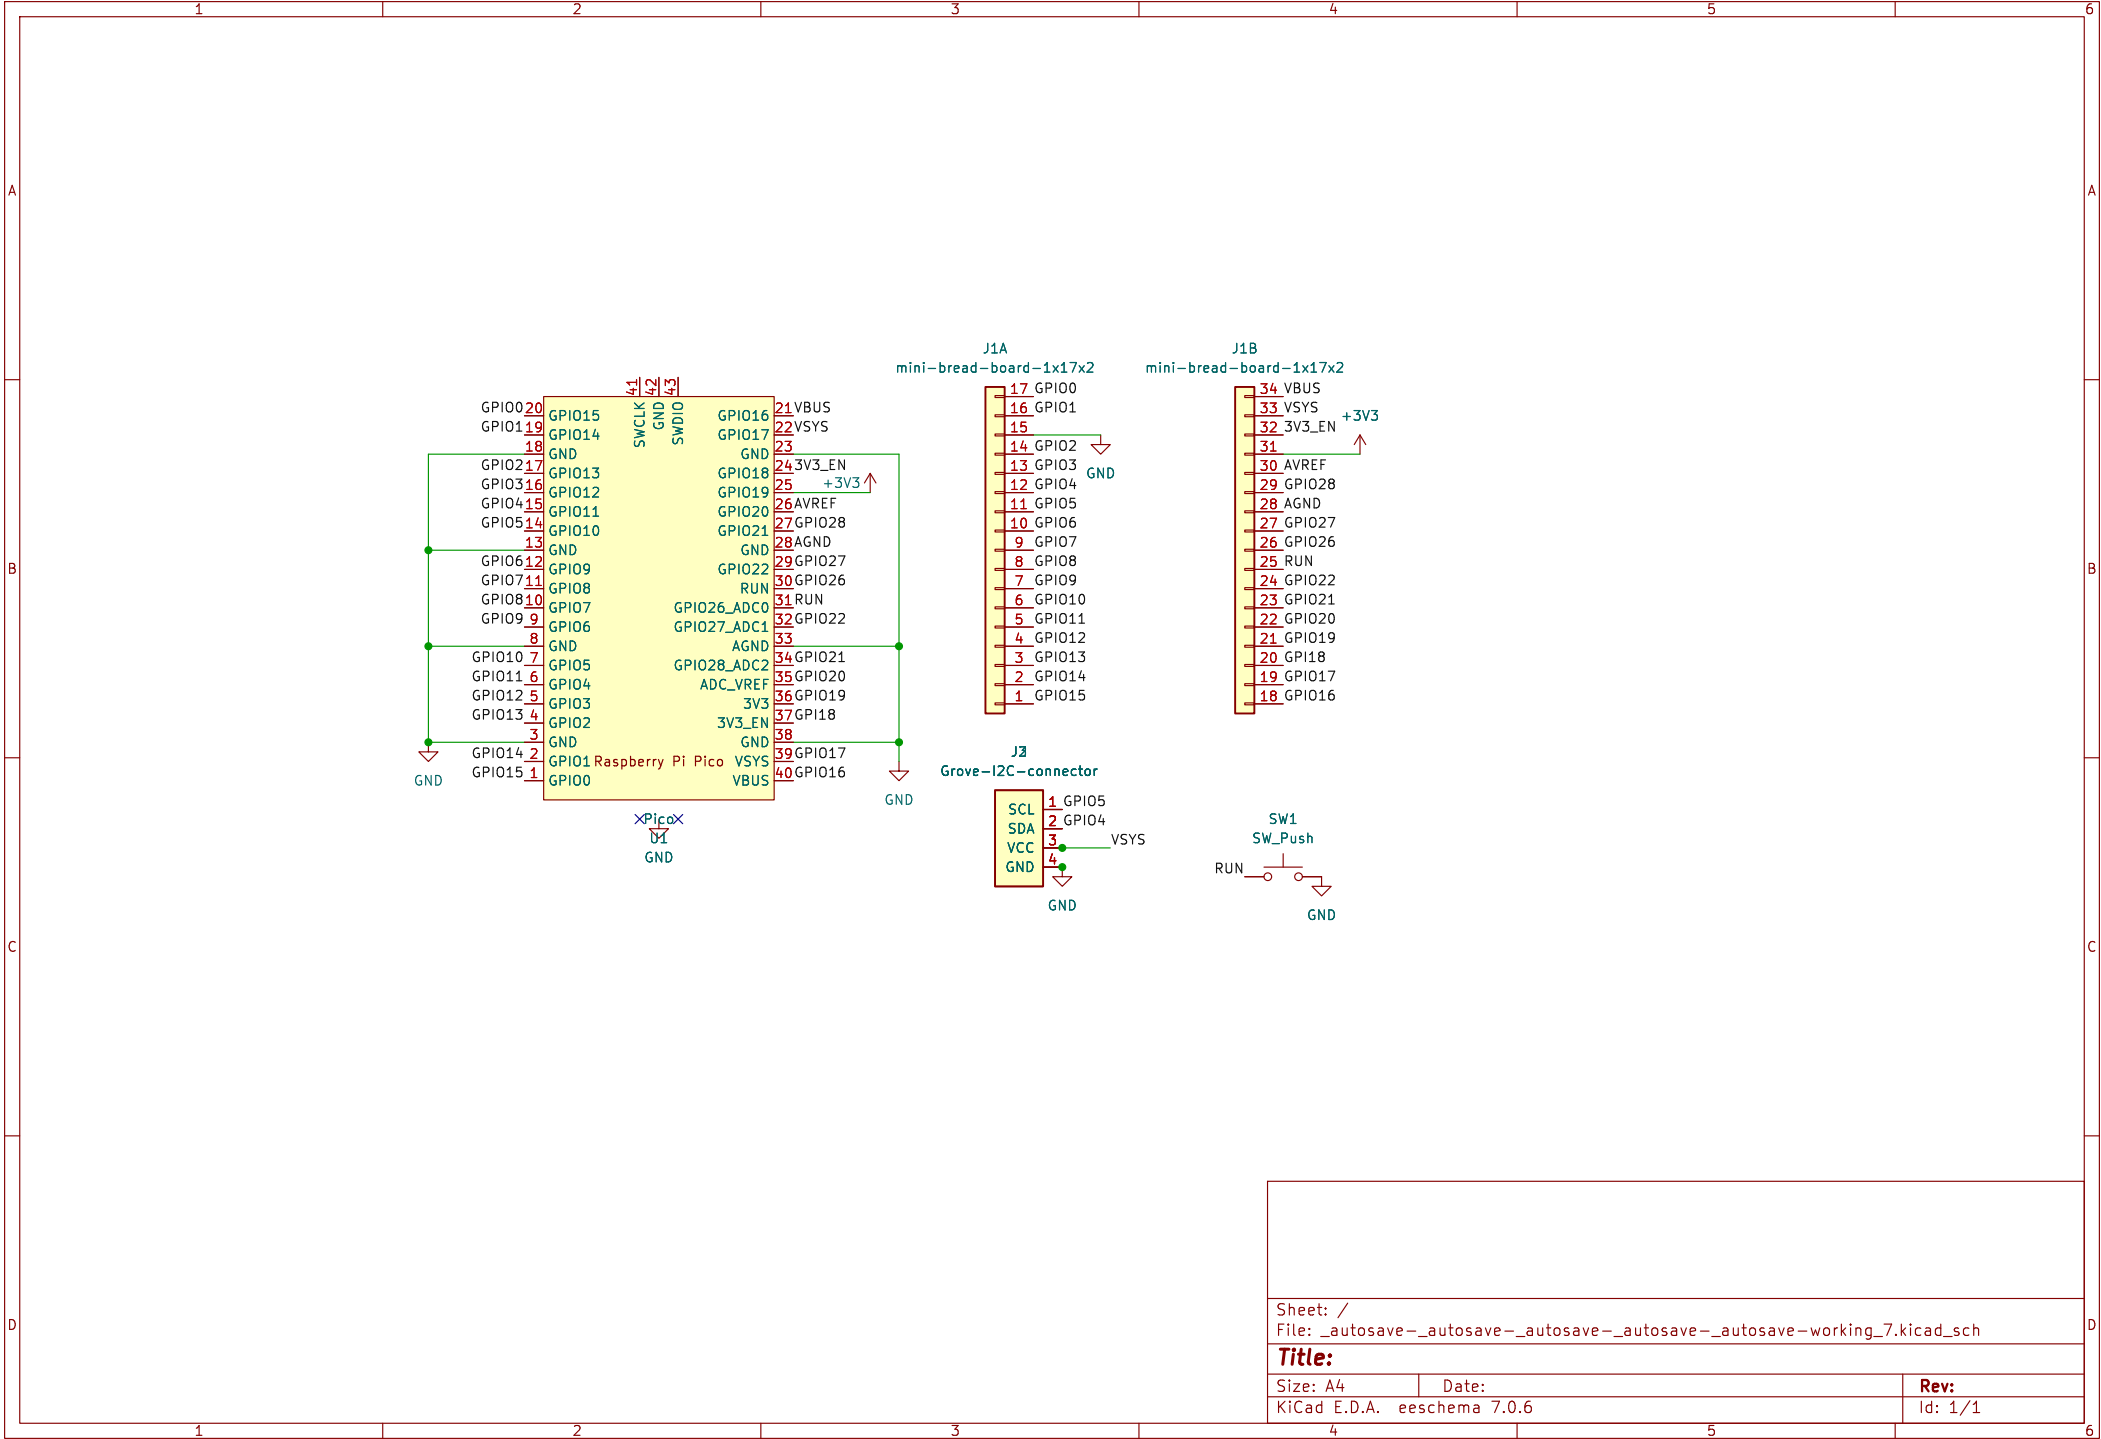 1 2 3 4 5 6
A A
B B
C C
D D
1 2 3 4 5 6
41 42 43
SWCLK GND SWDIO
GPIO0 20 GPIO15
GPIO1 19 GPIO14
18 GND
GPIO2 17 GPIO13
GPIO3 16 GPIO12
GPIO4 15 GPIO11
GPIO5 14 GPIO10
13 GND
GPIO6 12 GPIO9
GPIO7 11 GPIO8
GPIO8 10 GPIO7
GPIO9 9 GPIO6
8 GND
GPIO10 7 GPIO5
GPIO11 6 GPIO4
GPIO12 5 GPIO3
GPIO13 4 GPIO2
3 GND
GPIO14 2 GPIO1
GPIO15 1 GPIO0
GND
Raspberry Pi Pico
GPIO16 21 VBUS
GPIO17 22 VSYS
GND 23
GPIO18 24 3V3_EN
GPIO19 25 +3V3
GPIO20 26 AVREF
GPIO21 27 GPIO28
GND 28 AGND
GPIO22 29 GPIO27
RUN 30 GPIO26
GPIO26_ADC0 31 RUN
GPIO27_ADC1 32 GPIO22
AGND 33
GPIO28_ADC2 34 GPIO21
ADC_VREF 35 GPIO20
3V3 36 GPIO19
3V3_EN 37 GPI18
GND 38
VSYS 39 GPIO17
VBUS 40 GPIO16
GND
Pico
U1
GND
J1A
mini-bread-board-1x17x2
17 GPIO0
16 GPIO1
15
GND
14 GPIO2
13 GPIO3
12 GPIO4
11 GPIO5
10 GPIO6
9 GPIO7
8 GPIO8
7 GPIO9
6 GPIO10
5 GPIO11
4 GPIO12
3 GPIO13
2 GPIO14
1 GPIO15
J1B
mini-bread-board-1x17x2
34 VBUS
33 VSYS
+3V3
32 3V3_EN
31
30 AVREF
29 GPIO28
28 AGND
27 GPIO27
26 GPIO26
25 RUN
24 GPIO22
23 GPIO21
22 GPIO20
21 GPIO19
20 GPI18
19 GPIO17
18 GPIO16
Grove-I2C-connector
SCL 1 GPIO5
SDA 2 GPIO4
VCC 3 VSYS
GND 4
GND
SW1
SW_Push
RUN
GND
Sheet: /
File: _autosave-_autosave-_autosave-_autosave-_autosave-working_7.kicad_sch
Title:
Size: A4 Date: Rev:
KiCad E.D.A. eeschema 7.0.6 Id: 1/1